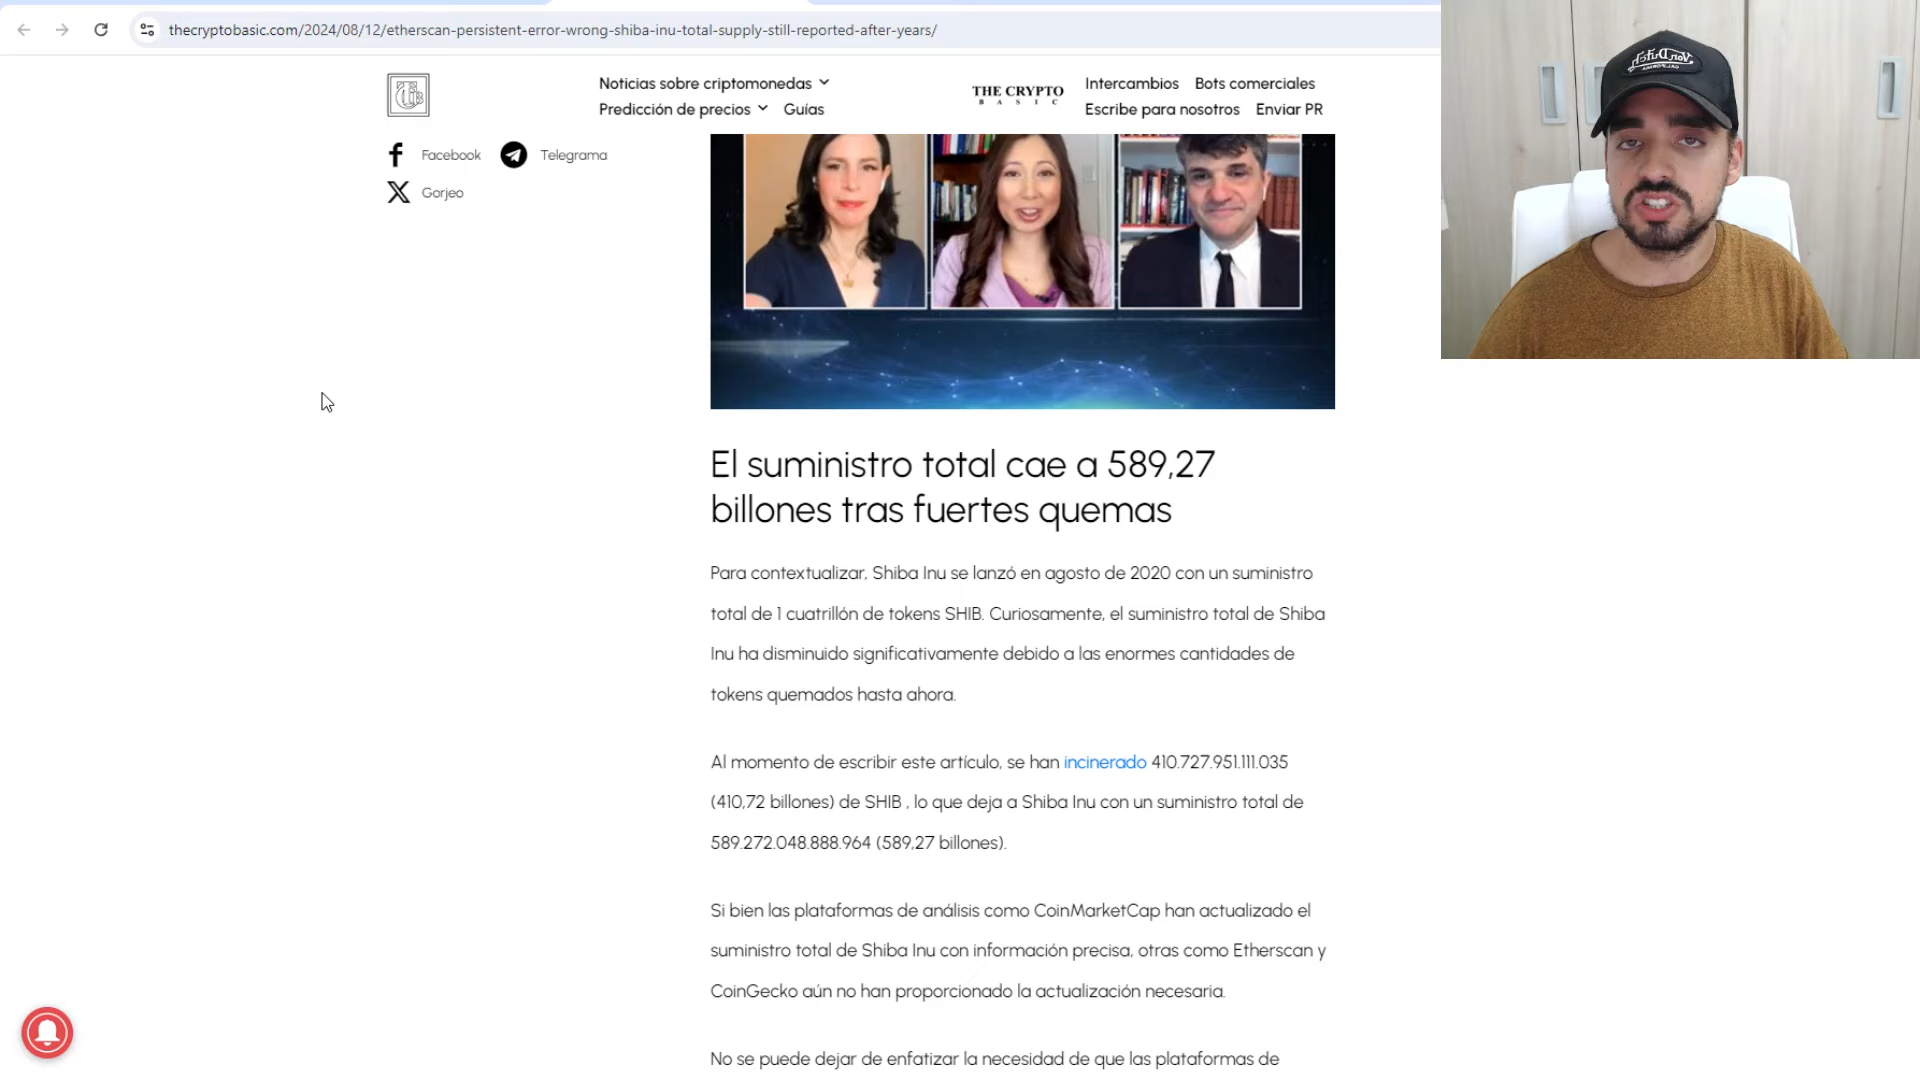 thecryptobasic.com/2024/08/12/etherscan-persistent-error-wrong-shiba-inu-total-supply-still-reported-after-years/
Noticias sobre criptomonedas
Predicción de precios
Guías
THE CRYPTO
BASIC
Intercambios
Bots comerciales
Escribe para nosotros
Enviar PR
Facebook
Telegrama
Gorjeo
Von Dutch
El suministro total cae a 589,27
billones tras fuertes quemas
Para contextualizar, Shiba Inu se lanzó en agosto de 2020 con un suministro
total de 1 cuatrillón de tokens SHIB. Curiosamente, el suministro total de Shiba
Inu ha disminuido significativamente debido a las enormes cantidades de
tokens quemados hasta ahora.
Al momento de escribir este artículo, se han incinerado 410.727.951.111.035
(410,72 billones) de SHIB , lo que deja a Shiba Inu con un suministro total de
589.272.048.888.964 (589,27 billones).
Si bien las plataformas de análisis como CoinMarketCap han actualizado el
suministro total de Shiba Inu con información precisa, otras como Etherscan y
CoinGecko aún no han proporcionado la actualización necesaria.
No se puede dejar de enfatizar la necesidad de que las plataformas de